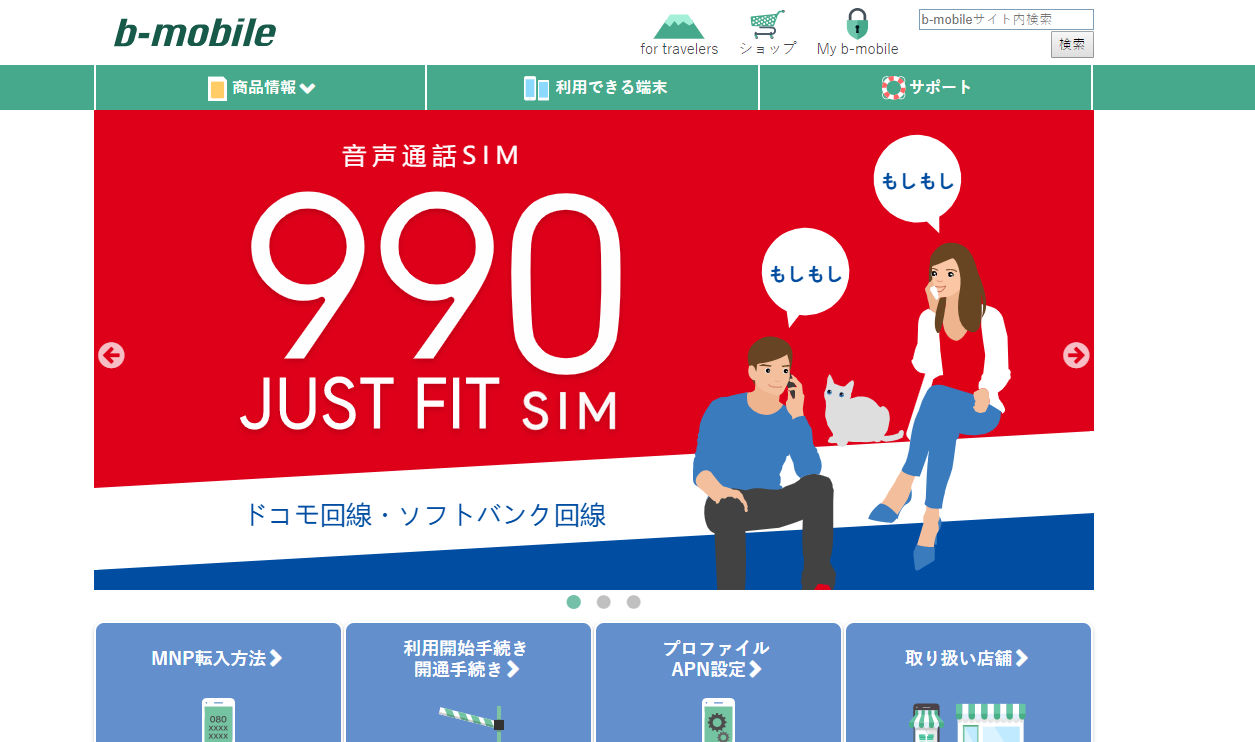 b-mobile
for travelers
ショップ
My b-mobile
b-mobileサイト内検索
検索
商品情報
利用できる端末
サポート
音声通話SIM
990
JUST FIT SIM
もしもし
もしもし
ドコモ回線・ソフトバンク回線
MNP転入方法
利用開始手続き
開通手続き
プロファイル
APN設定
取り扱い店舗
080
XXXX
XXXX